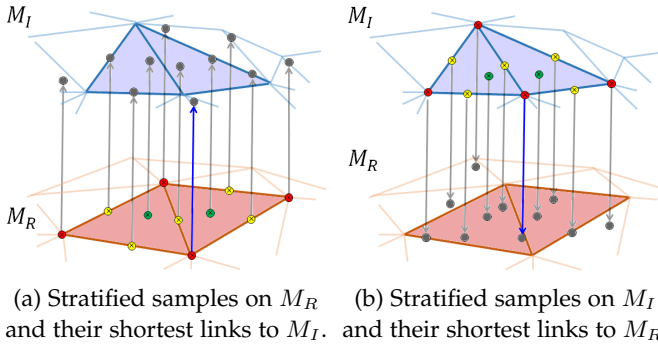 M_I
M_I
M_R
M_R
(a) Stratified samples on M_R
and their shortest links to M_I.
(b) Stratified samples on M_I
and their shortest links to M_R